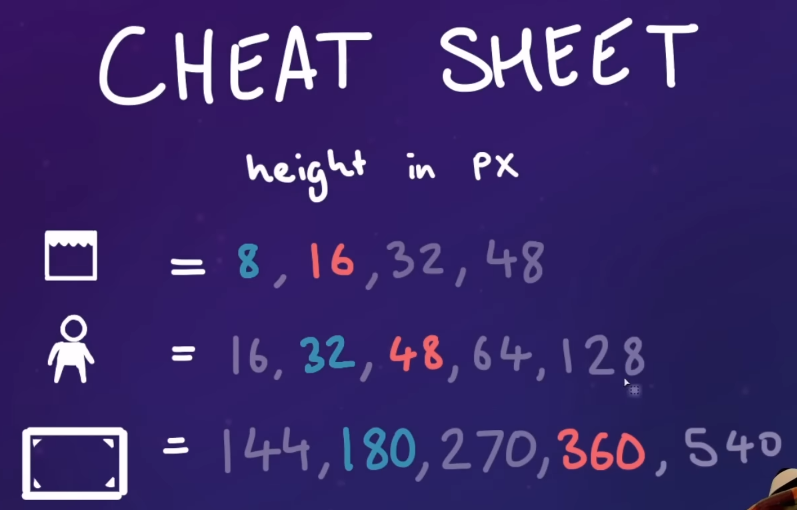 CHEAT SHEET
height in PX
= 8, 16, 32, 48
= 16, 32, 48, 64, 128
= 144, 180, 270, 360, 540